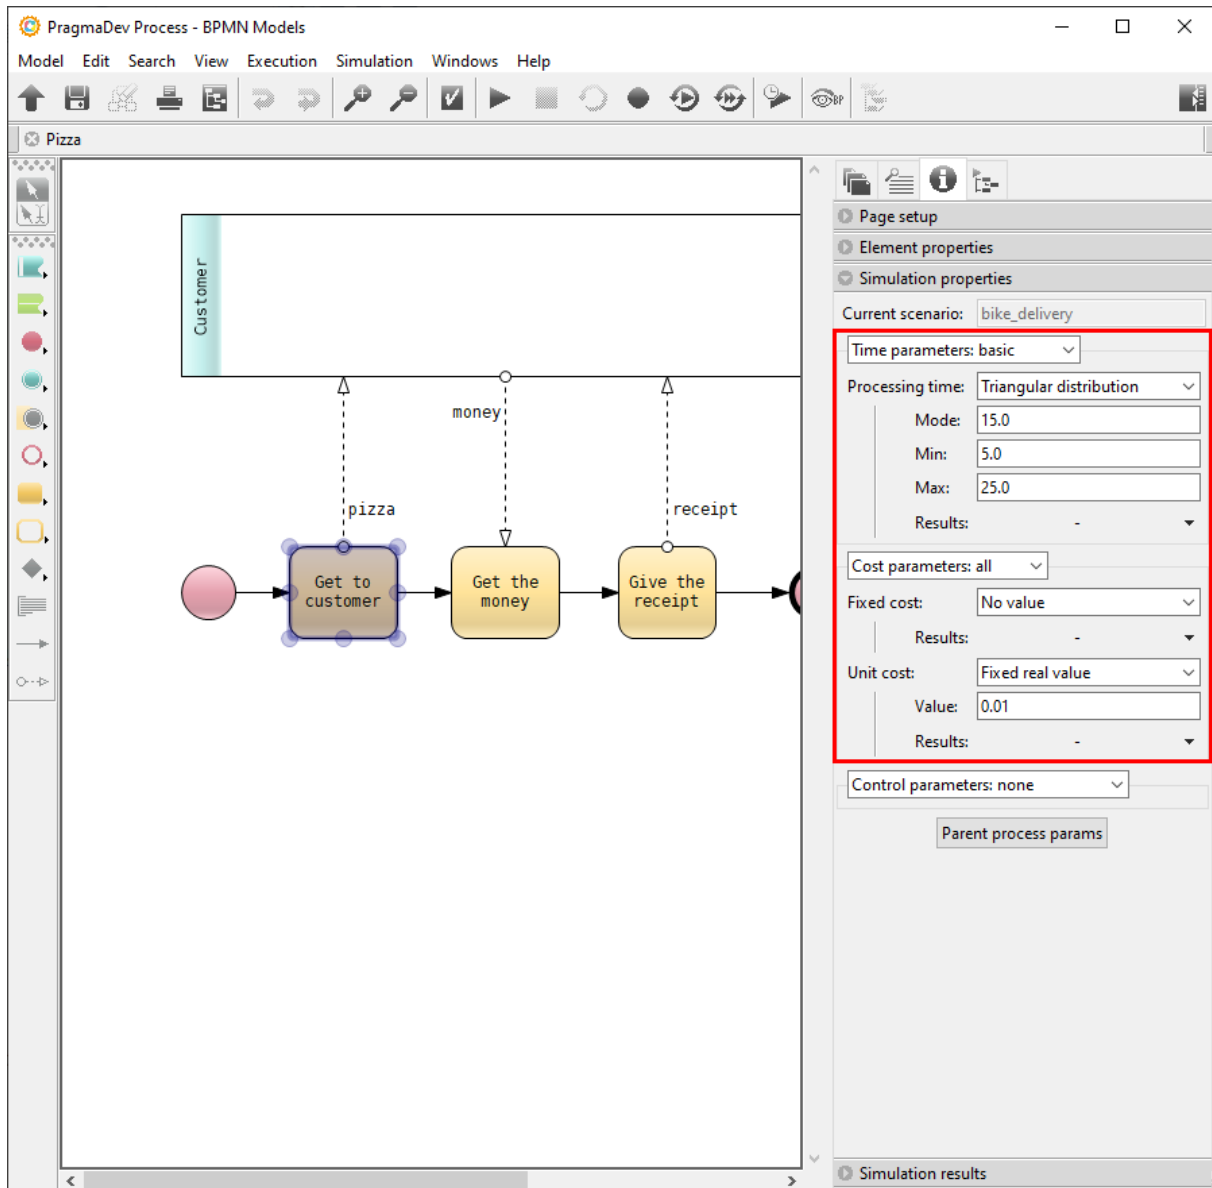 PragmaDev Process - BPMN Models
Model Edit Search View Execution Simulation Windows Help
BP
Pizza
Page setup
Element properties
Simulation properties
Current scenario: bike_delivery
Time parameters: basic
Processing time: Triangular distribution
Mode: 15.0
Min: 5.0
Max: 25.0
Results: -
Cost parameters: all
Fixed cost: No value
Results: -
Unit cost: Fixed real value
Value: 0.01
Results: -
Control parameters: none
Parent process params
Simulation results
Customer
money
pizza
receipt
Get to
customer
Get the
money
Give the
receipt